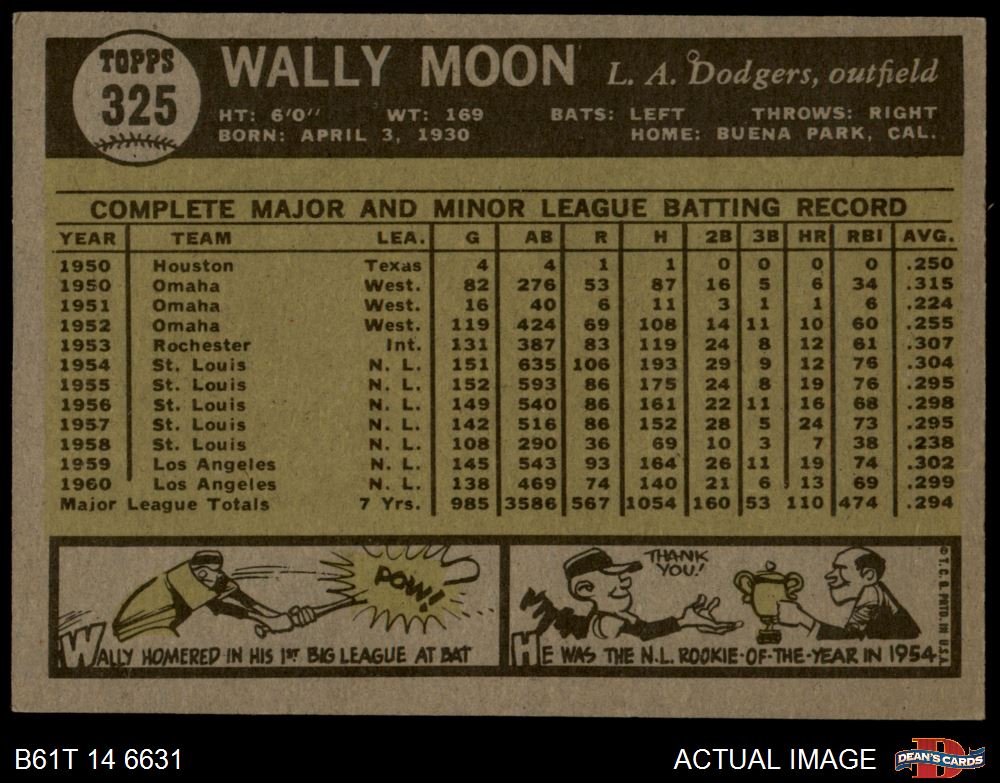 TOPPS
325
WALLY MOON L. A. Dodgers, outfield
HT: 6'0" WT: 169 BATS: LEFT THROWS: RIGHT
BORN: APRIL 3, 1930 HOME: BUENA PARK, CAL.
COMPLETE MAJOR AND MINOR LEAGUE BATTING RECORD
YEAR TEAM LEA. G AB R H 2B 3B HR RBI AVG.
1950 Houston Texas 4 4 1 1 0 0 0 0 .250
1950 Omaha West. 82 276 53 87 16 5 6 34 .315
1951 Omaha West. 16 40 6 11 3 1 1 6 .224
1952 Omaha West. 119 424 69 108 14 11 10 60 .255
1953 Rochester Int. 131 387 83 119 24 8 12 61 .307
1954 St. Louis N. L. 151 635 106 193 29 9 12 76 .304
1955 St. Louis N. L. 152 593 86 175 24 8 19 76 .295
1956 St. Louis N. L. 149 540 86 161 22 11 16 68 .298
1957 St. Louis N. L. 142 516 86 152 28 5 24 73 .295
1958 St. Louis N. L. 108 290 36 69 10 3 7 38 .238
1959 Los Angeles N. L. 145 543 93 164 26 11 19 74 .302
1960 Los Angeles N. L. 138 469 74 140 21 6 13 69 .299
Major League Totals 7 Yrs. 985 3586 567 1054 160 53 110 474 .294
POW!
WALLY HOMERED IN HIS 1ST BIG LEAGUE AT BAT
THANK
YOU!
HE WAS THE N.L. ROOKIE-OF-THE-YEAR IN 1954
© T.C.G. PRTD. IN U.S.A.
B61T 14 6631
ACTUAL IMAGE
DEAN'S CARDS